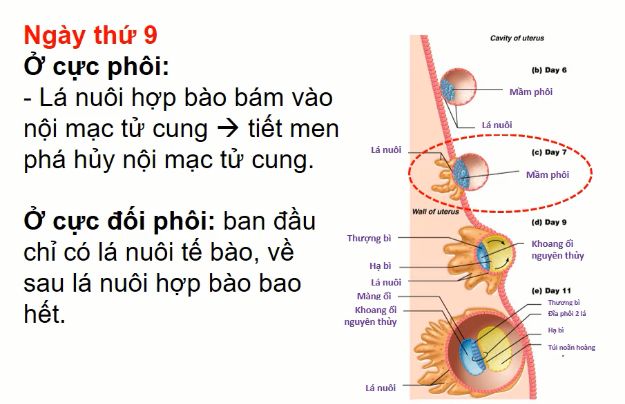 Ngày thứ 9
Ở cực phôi:
- Lá nuôi hợp bào bám vào
nội mạc tử cung → tiết men
phá hủy nội mạc tử cung.
Ở cực đối phôi: ban đầu
chỉ có lá nuôi tế bào, về
sau lá nuôi hợp bào bao
hết.
Cavity of uterus
(b) Day 6
Mầm phôi
Lá nuôi
Lá nuôi
(c) Day 7
Mầm phôi
Wall of uterus
(d) Day 9
Thượng bì
Khoang ối
nguyên thủy
Hạ bì
Lá nuôi
Màng ối
(e) Day 11
Khoang ối
nguyên thủy
Thương bì
Đĩa phôi 2 lá
Hạ bì
Túi noãn hoàng
Lá nuôi